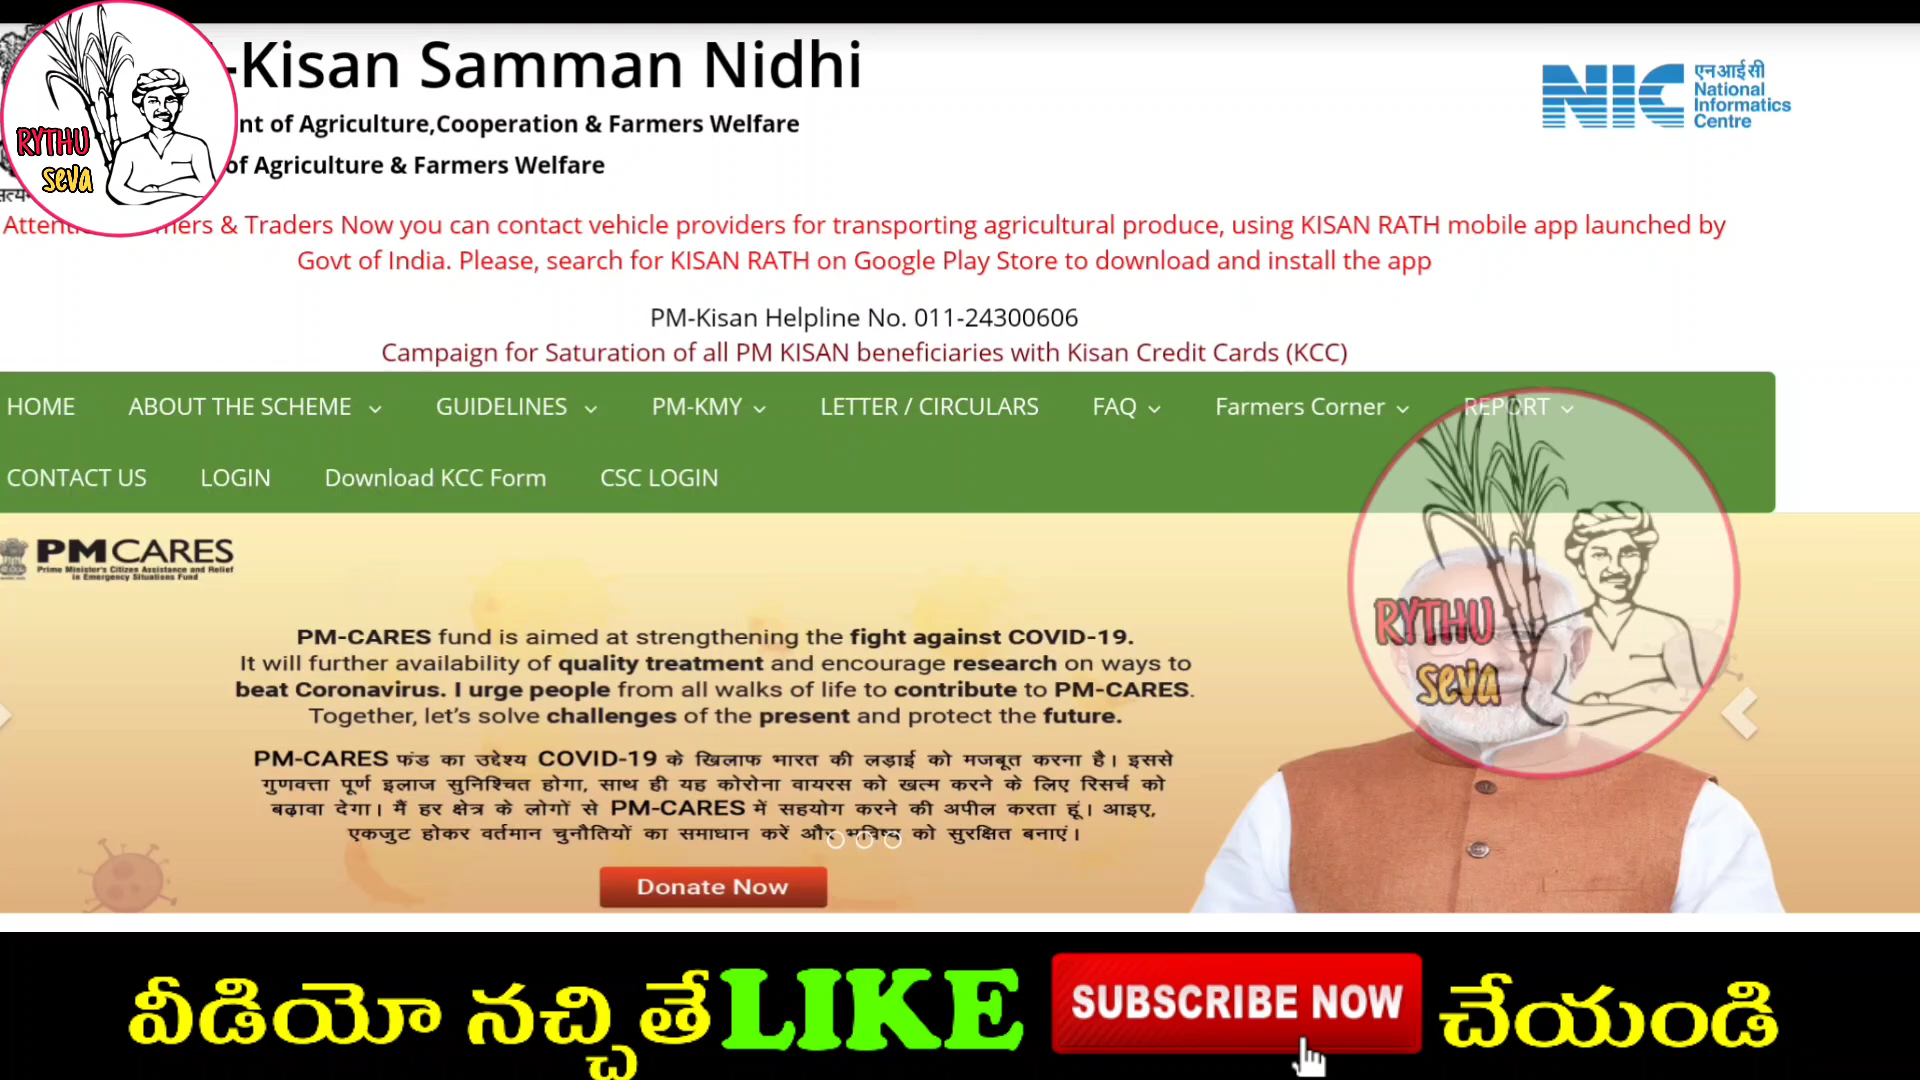 -Kisan Samman Nidhi
nt of Agriculture,Cooperation & Farmers Welfare
of Agriculture & Farmers Welfare
RYTHU
seva
एन आई सी
National
Informatics
Centre
NIC
& Traders Now you can contact vehicle providers for transporting agricultural produce, using KISAN RATH mobile app launched by
Govt of India. Please, search for KISAN RATH on Google Play Store to download and install the app
PM-Kisan Helpline No. 011-24300606
Campaign for Saturation of all PM KISAN beneficiaries with Kisan Credit Cards (KCC)
HOME ABOUT THE SCHEME GUIDELINES PM-KMY LETTER / CIRCULARS FAQ Farmers Corner REPORT
CONTACT US LOGIN Download KCC Form CSC LOGIN
PM CARES
Prime Minister's Citizen Assistance and Relief
in Emergency Situations Fund
PM-CARES fund is aimed at strengthening the fight against COVID-19.
It will further availability of quality treatment and encourage research on ways to
beat Coronavirus. I urge people from all walks of life to contribute to PM-CARES.
Together, let's solve challenges of the present and protect the future.
PM-CARES फंड का उद्देश्य COVID-19 के खिलाफ भारत की लड़ाई को मजबूत करना है। इससे
गुणवत्ता पूर्ण इलाज सुनिश्चित होगा, साथ ही यह कोरोना वायरस को खत्म करने के लिए रिसर्च को
बढ़ावा देगा। मैं हर क्षेत्र के लोगों से PM-CARES में सहयोग करने की अपील करता हूं। आइए,
एकजुट होकर वर्तमान चुनौतियों का समाधान करें और भविष्य को सुरक्षित बनाएं।
Donate Now
RYTHU
seva
వీడియో నచ్చితే LIKE SUBSCRIBE NOW చేయండి